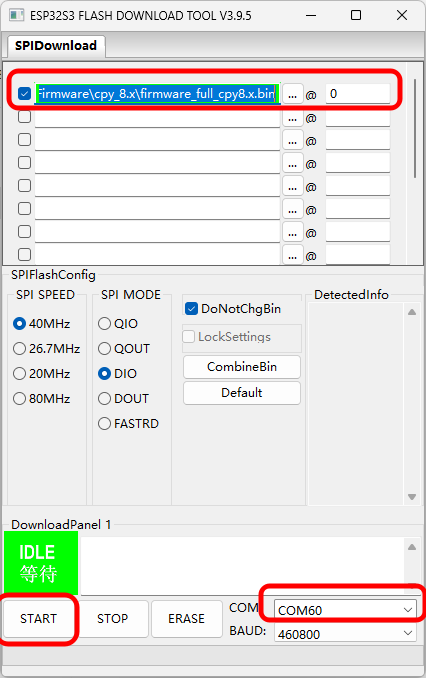 ESP32S3 FLASH DOWNLOAD TOOL V3.9.5
SPIDownload
firmware\cpy_8.x\firmware_full_cpy8.x.bin ... @ 0
... @
... @
... @
... @
... @
... @
... @
SPIFlashConfig
SPI SPEED
40MHz
26.7MHz
20MHz
80MHz
SPI MODE
QIO
QOUT
DIO
DOUT
FASTRD
DoNotChgBin
LockSettings
CombineBin
Default
DetectedInfo
DownloadPanel 1
IDLE
等待
START STOP ERASE
COM: COM60
BAUD: 460800